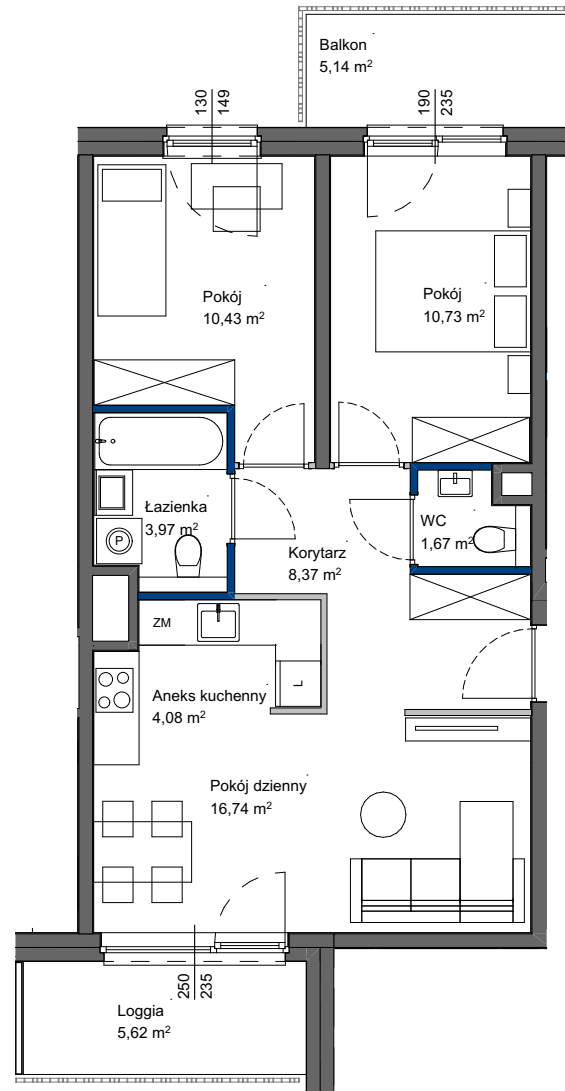 Balkon
5,14 m²
130
149
190
235
Pokój
10,43 m²
Pokój
10,73 m²
Łazienka
3,97 m²
P
WC
1,67 m²
Korytarz
8,37 m²
ZM
L
Aneks kuchenny
4,08 m²
Pokój dzienny
16,74 m²
250
235
Loggia
5,62 m²